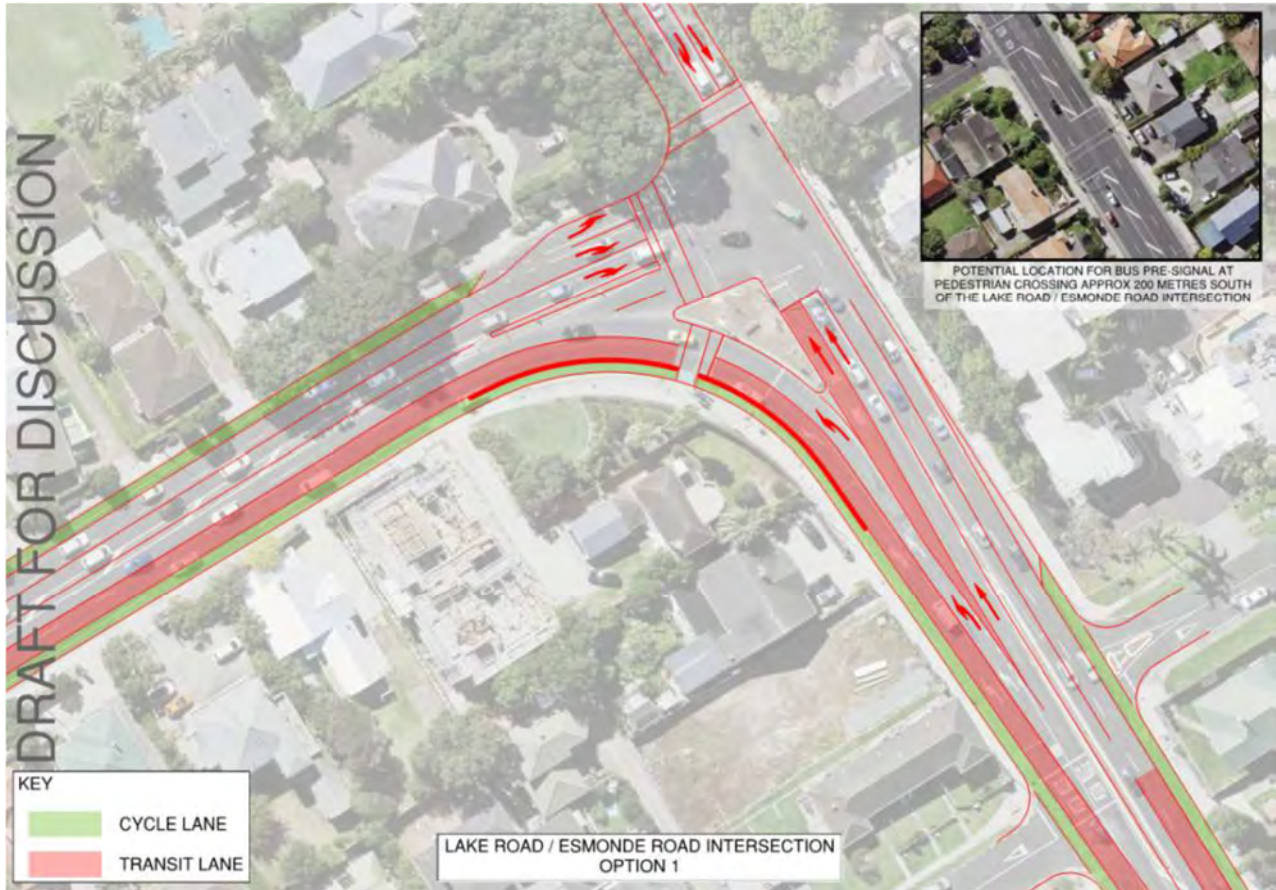 DRAFT FOR DISCUSSION
POTENTIAL LOCATION FOR BUS PRE-SIGNAL AT
PEDESTRIAN CROSSING APPROX 200 METRES SOUTH
OF THE LAKE ROAD / ESMONDE ROAD INTERSECTION
KEY
CYCLE LANE
TRANSIT LANE
LAKE ROAD / ESMONDE ROAD INTERSECTION
OPTION 1